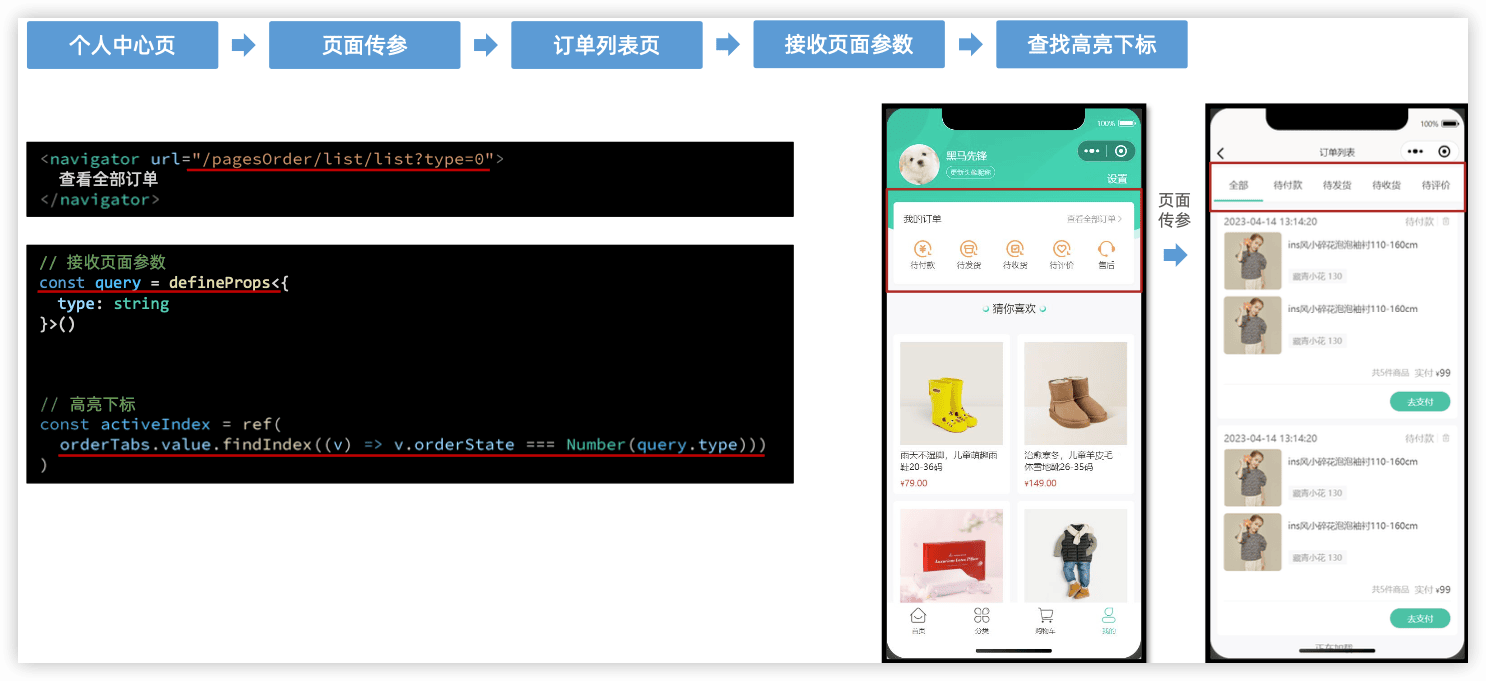 个人中心页
页面传参
订单列表页
接收页面参数
查找高亮下标
<navigator url="/pagesOrder/list/list?type=0">
查看全部订单
</navigator>
// 接收页面参数
const query = defineProps<{
type: string
}>()
// 高亮下标
const activeIndex = ref(
orderTabs.value.findIndex((v) => v.orderState === Number(query.type)))
)
100%
黑马先锋
更新头像昵称
设置
我的订单
查看全部订单
待付款
待发货
待收货
待评价
售后
猜你喜欢
雨天不湿脚，儿童萌趣雨
鞋20-36码
¥79.00
治愈寒冬，儿童羊皮毛
休雪地靴26-35码
¥149.00
首页
分类
购物车
我的
页面
传参
100%
订单列表
全部
待付款
待发货
待收货
待评价
2023-04-14 13:14:20
待付款
ins风小碎花泡泡袖衬110-160cm
藏青小花 130
ins风小碎花泡泡袖衬110-160cm
藏青小花 130
共5件商品 实付 ¥99
去支付
2023-04-14 13:14:20
待付款
ins风小碎花泡泡袖衬110-160cm
藏青小花 130
ins风小碎花泡泡袖衬110-160cm
藏青小花 130
共5件商品 实付 ¥99
去支付